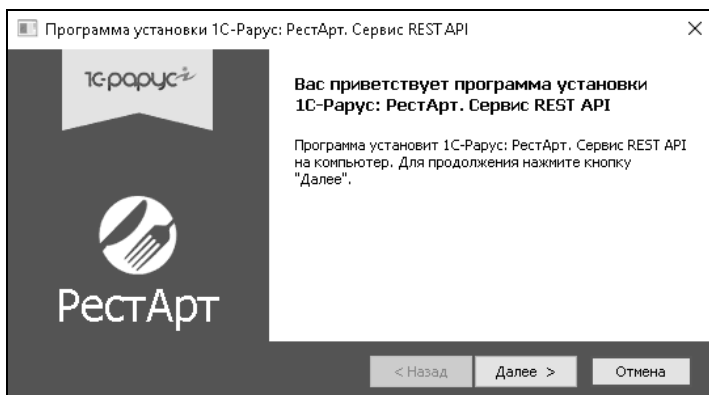 Программа установки 1С-Рарус: РестАрт. Сервис REST API
1С-рарус
Вас приветствует программа установки
1С-Рарус: РестАрт. Сервис REST API
Программа установит 1С-Рарус: РестАрт. Сервис REST API
на компьютер. Для продолжения нажмите кнопку
"Далее".
РестАрт
< Назад
Далее >
Отмена